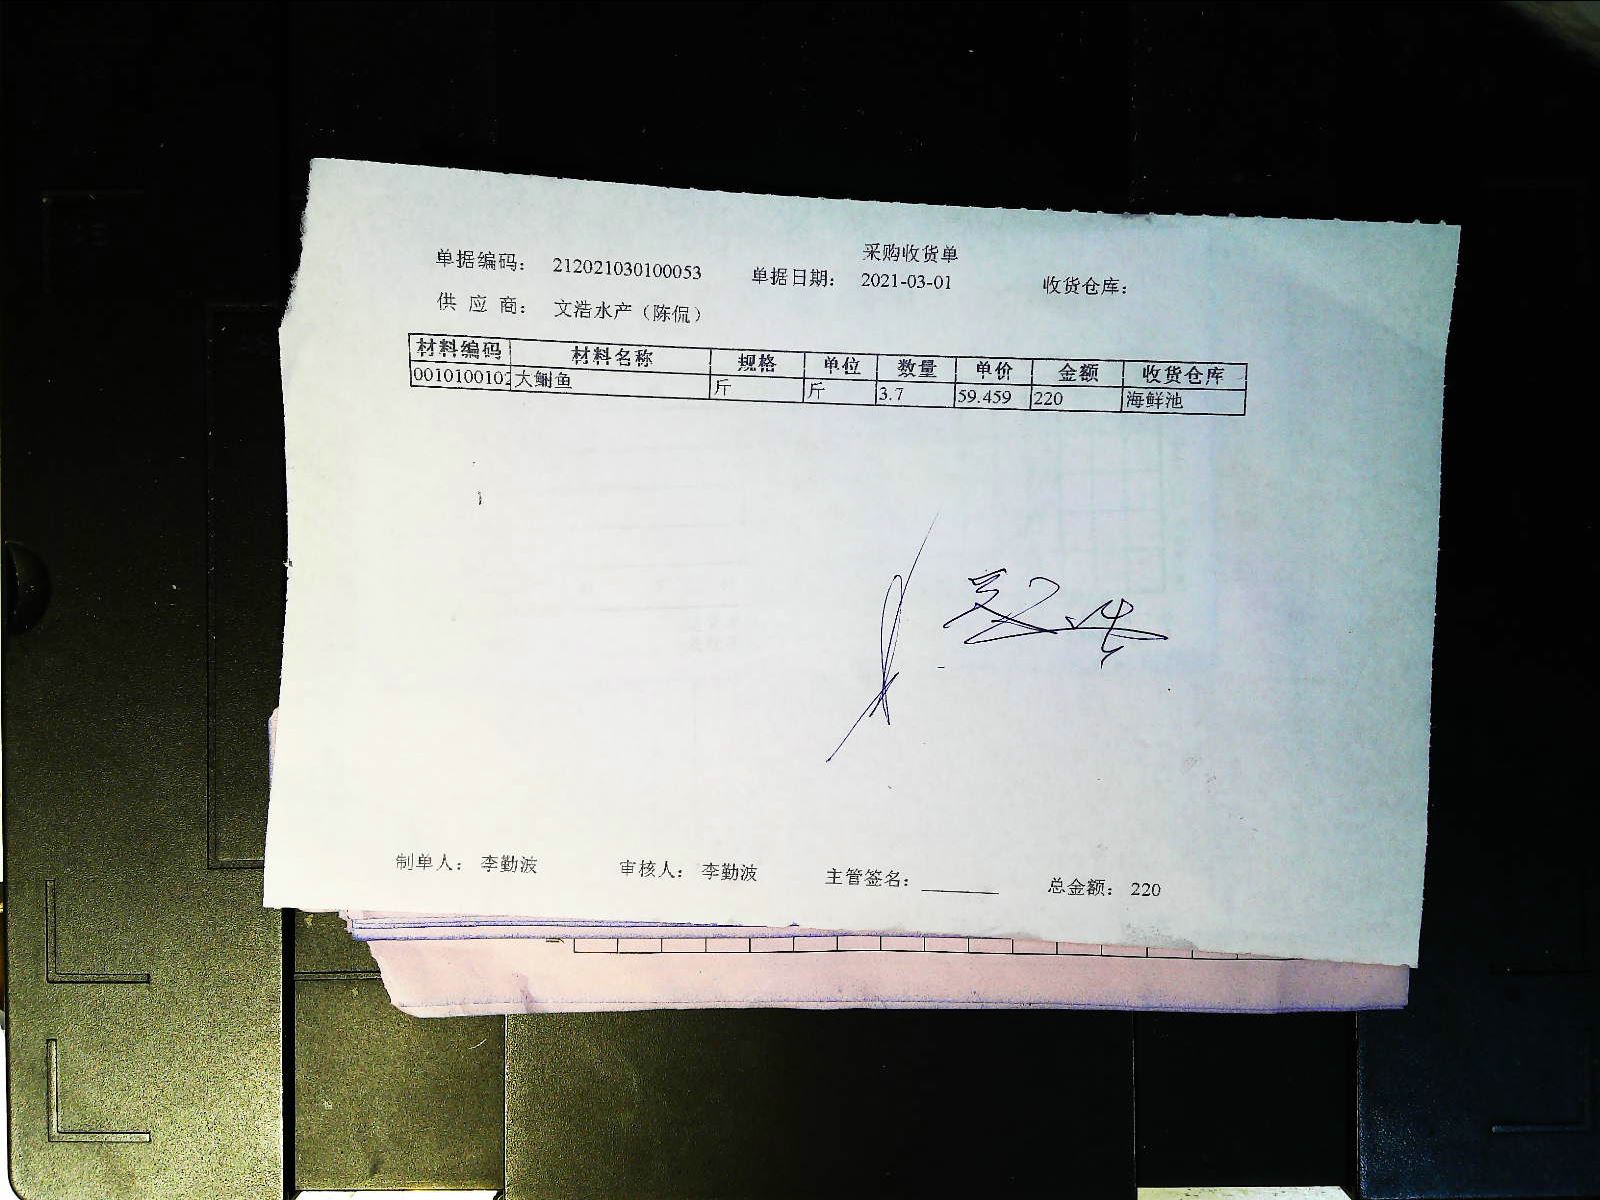 采购收货单
单据编码： 212021030100053 单据日期： 2021-03-01 收货仓库：
供 应 商： 文浩水产（陈侃）
材料编码 材料名称 规格 单位 数量 单价 金额 收货仓库
0010100102 大鮰鱼 斤 斤 3.7 59.459 220 海鲜池
制单人： 李勤波 审核人： 李勤波 主管签名： 总金额： 220